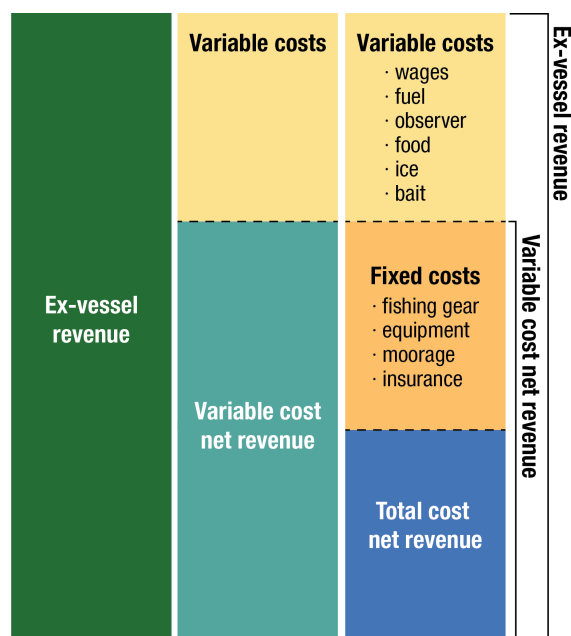 Ex-vessel
revenue
Variable costs
Variable cost
net revenue
Variable costs
· wages
· fuel
· observer
· food
· ice
· bait
Fixed costs
· fishing gear
· equipment
· moorage
· insurance
Total cost
net revenue
Variable cost net revenue
Ex-vessel revenue